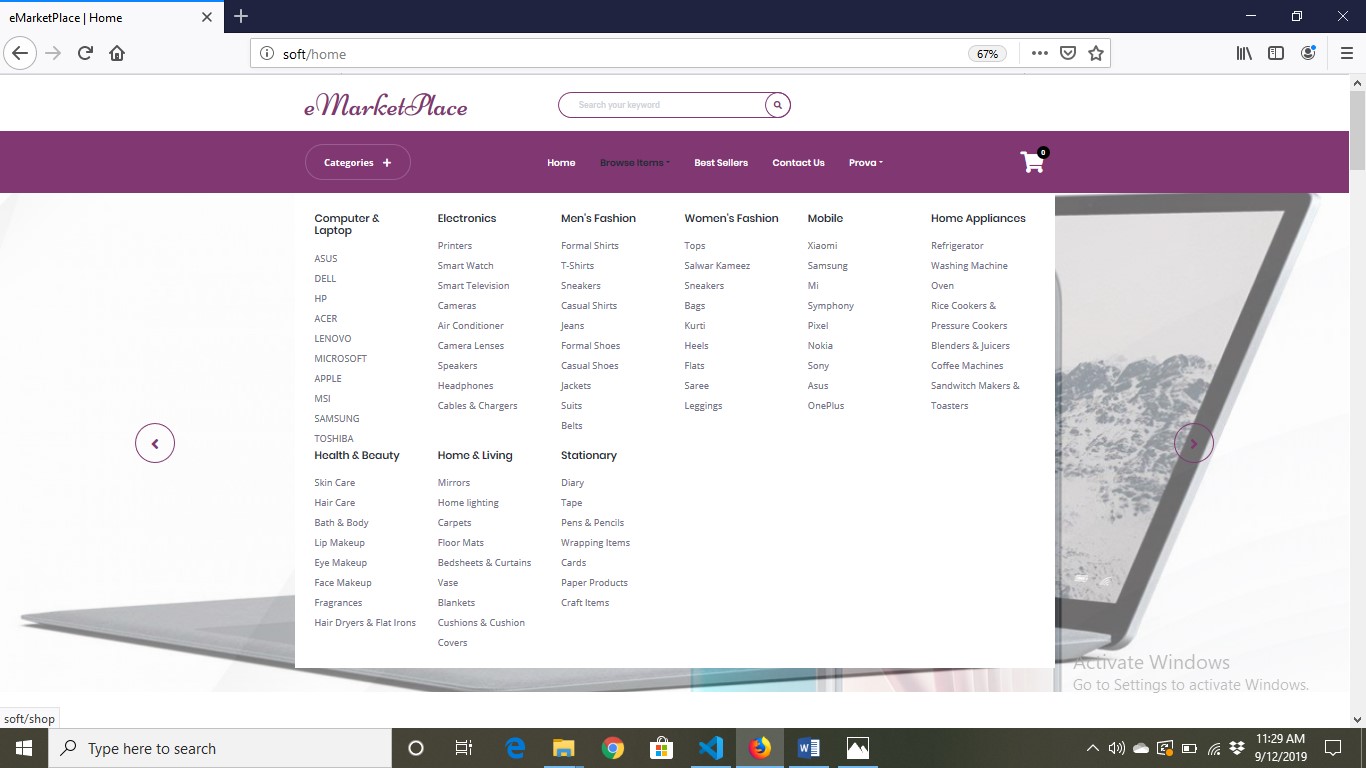 eMarketPlace | Home
soft/home
67%
eMarketPlace
Search your keyword
Categories +
Home
Browse Items
Best Sellers
Contact Us
Prova
0
Computer &
Laptop
ASUS
DELL
HP
ACER
LENOVO
MICROSOFT
APPLE
MSI
SAMSUNG
TOSHIBA
Electronics
Printers
Smart Watch
Smart Television
Cameras
Air Conditioner
Camera Lenses
Speakers
Headphones
Cables & Chargers
Men's Fashion
Formal Shirts
T-Shirts
Sneakers
Casual Shirts
Jeans
Formal Shoes
Casual Shoes
Jackets
Suits
Belts
Women's Fashion
Tops
Salwar Kameez
Sneakers
Bags
Kurti
Heels
Flats
Saree
Leggings
Mobile
Xiaomi
Samsung
Mi
Symphony
Pixel
Nokia
Sony
Asus
OnePlus
Home Appliances
Refrigerator
Washing Machine
Oven
Rice Cookers &
Pressure Cookers
Blenders & Juicers
Coffee Machines
Sandwitch Makers &
Toasters
Health & Beauty
Skin Care
Hair Care
Bath & Body
Lip Makeup
Eye Makeup
Face Makeup
Fragrances
Hair Dryers & Flat Irons
Home & Living
Mirrors
Home lighting
Carpets
Floor Mats
Bedsheets & Curtains
Vase
Blankets
Cushions & Cushion
Covers
Stationary
Diary
Tape
Pens & Pencils
Wrapping Items
Cards
Paper Products
Craft Items
Activate Windows
Go to Settings to activate Windows.
soft/shop
Type here to search
11:29 AM
9/12/2019